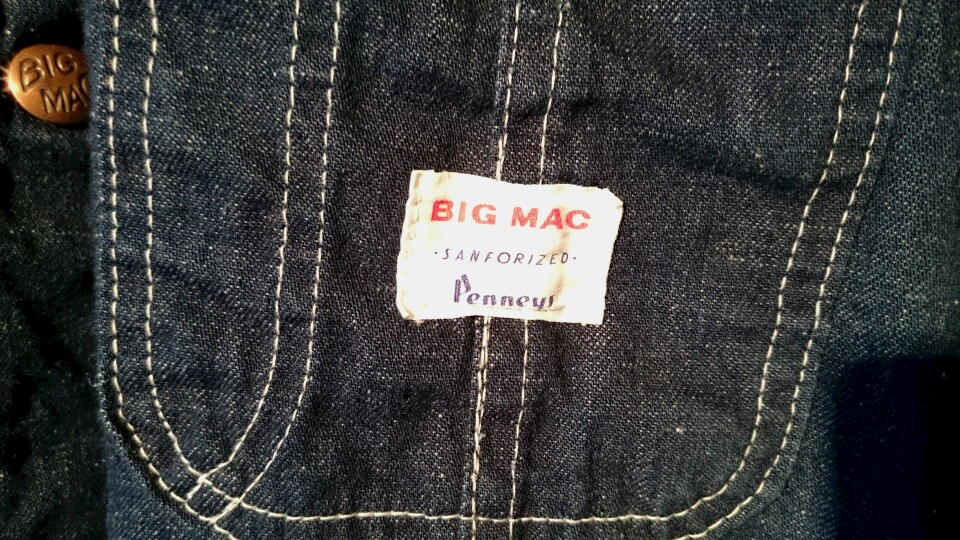 BIG
MAC
BIG MAC
·SANFORIZED·
Penneys